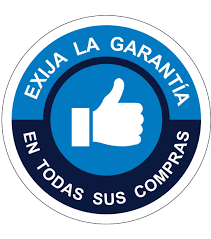 EXIJA LA GARANTÍA
EN TODAS SUS COMPRAS